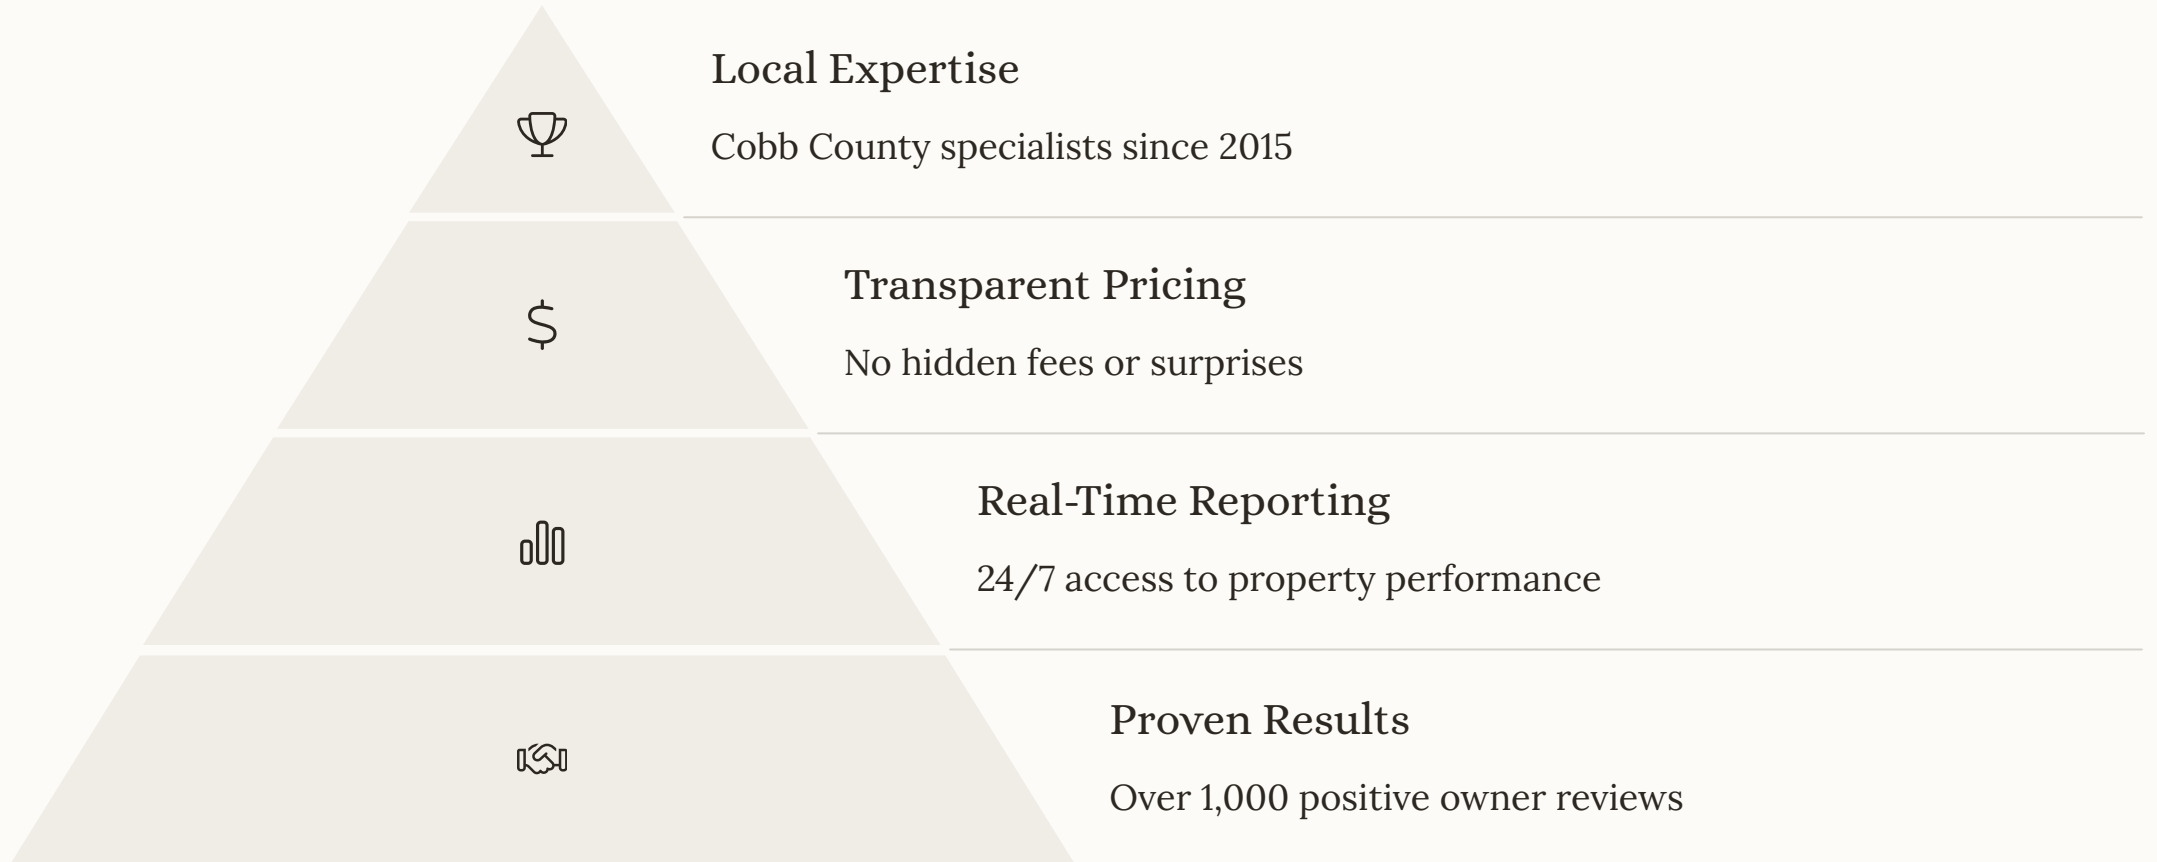 Local Expertise
Cobb County specialists since 2015
Transparent Pricing
No hidden fees or surprises
Real-Time Reporting
24/7 access to property performance
Proven Results
Over 1,000 positive owner reviews